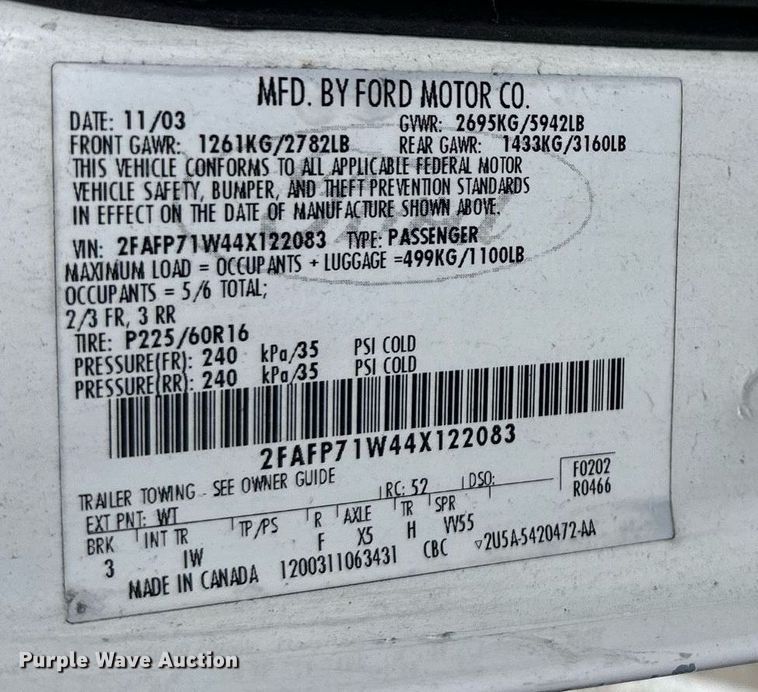 MFD. BY FORD MOTOR CO.
DATE: 11/03 GVWR: 2695KG/5942LB
FRONT GAWR: 1261KG/2782LB REAR GAWR: 1433KG/3160LB
THIS VEHICLE CONFORMS TO ALL APPLICABLE FEDERAL MOTOR
VEHICLE SAFETY, BUMPER, AND THEFT PREVENTION STANDARDS
IN EFFECT ON THE DATE OF MANUFACTURE SHOWN ABOVE.
VIN: 2FAFP71W44X122083 TYPE: PASSENGER
MAXIMUM LOAD = OCCUPANTS + LUGGAGE =499KG/1100LB
OCCUPANTS = 5/6 TOTAL;
2/3 FR, 3 RR
TIRE: P225/60R16
PRESSURE(FR): 240 kPa/35 PSI COLD
PRESSURE(RR): 240 kPa/35 PSI COLD
2FAFP71W44X122083
TRAILER TOWING - SEE OWNER GUIDE
EXT PNT: WT RC: 52 DSO: F0202
R0466
BRK INT TR TP/PS R AXLE TR SPR
3 IW F X5 H VV55
MADE IN CANADA 1200311063431 CBC ▽2U5A-5420472-AA
Purple Wave Auction